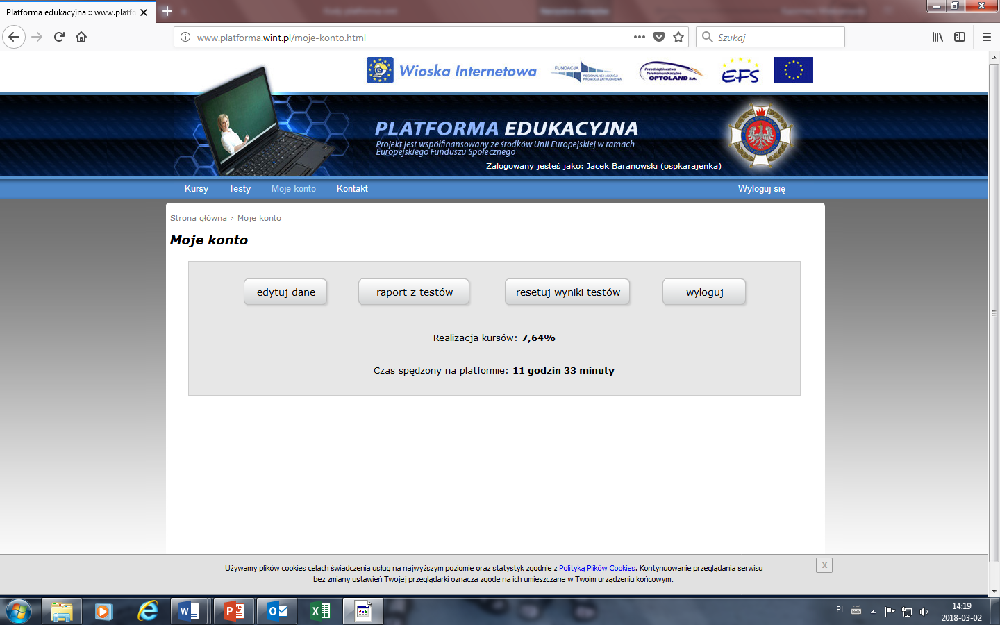 Platforma edukacyjna :: www.platfo
www.platforma.wint.pl/moje-konto.html
Szukaj
Wioska Internetowa
FUNDACJA
REGIONALNEJ AGENCJI
PROMOCJI ZATRUDNIENIA
Przedsiębiorstwo
Telekomunikacyjne
OPTOLAND S.A.
EFS
PLATFORMA EDUKACYJNA
Projekt jest współfinansowany ze środków Unii Europejskiej w ramach
Europejskiego Funduszu Społecznego
Zalogowany jesteś jako: Jacek Baranowski (ospkarajenka)
Kursy Testy Moje konto Kontakt Wyloguj się
Strona główna › Moje konto
Moje konto
edytuj dane raport z testów resetuj wyniki testów wyloguj
Realizacja kursów: 7,64%
Czas spędzony na platformie: 11 godzin 33 minuty
Używamy plików cookies celach świadczenia usług na najwyższym poziomie oraz statystyk zgodnie z Polityką Plików Cookies. Kontynuowanie przeglądania serwisu
bez zmiany ustawień Twojej przeglądarki oznacza zgodę na ich umieszczane w Twoim urządzeniu końcowym.
x
PL
14:19
2018-03-02